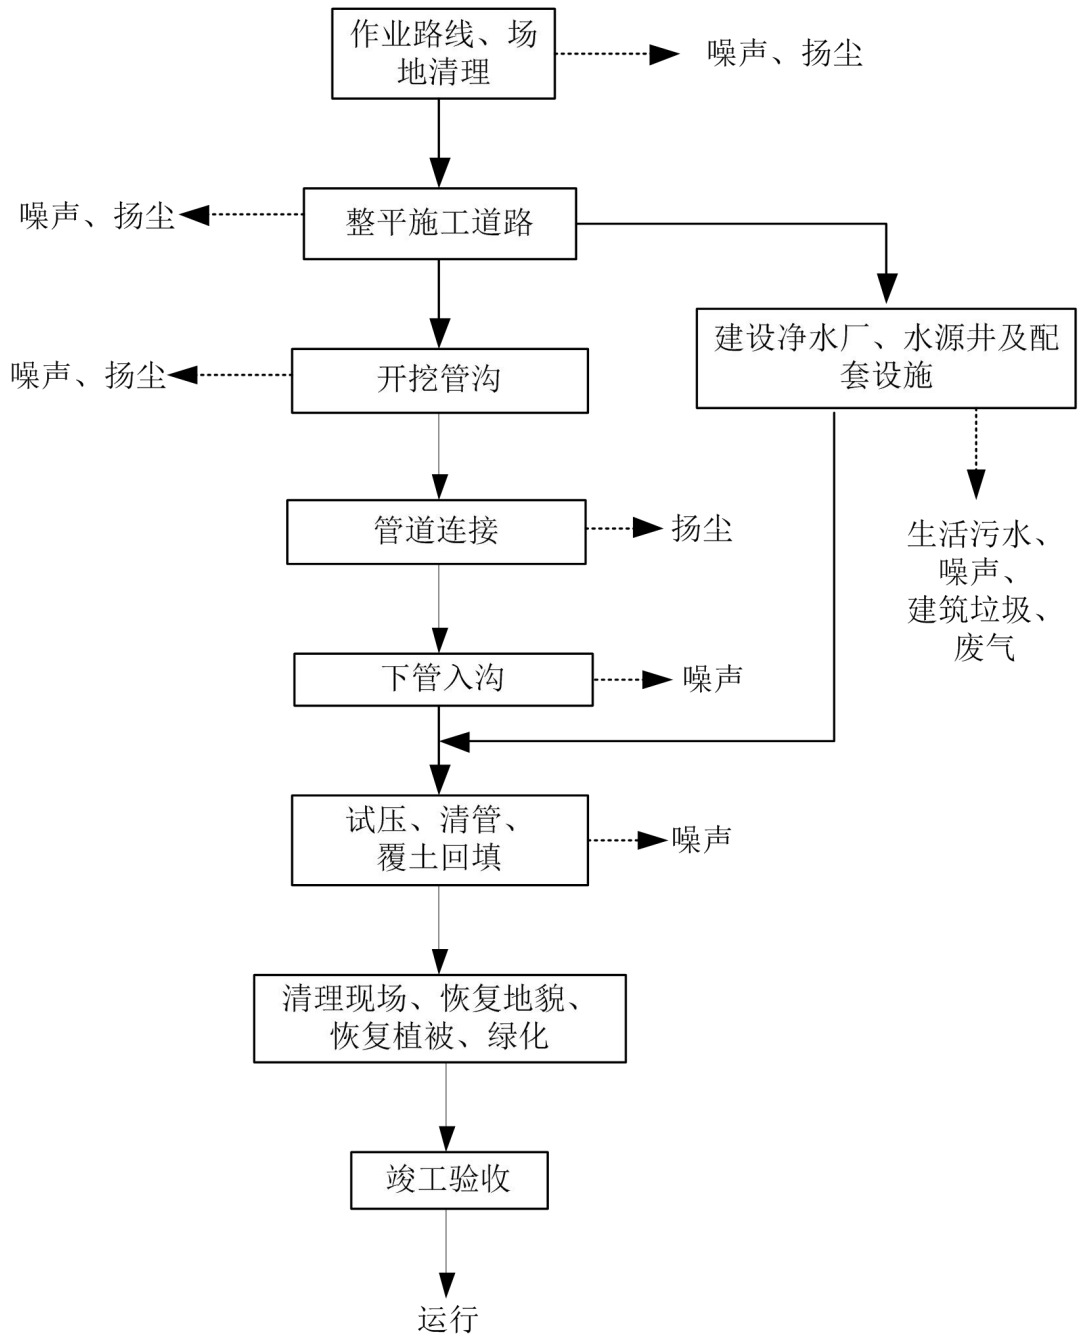 作业路线、场
地清理
噪声、扬尘
噪声、扬尘
整平施工道路
建设净水厂、水源井及配
套设施
噪声、扬尘
开挖管沟
管道连接
扬尘
生活污水、
噪声、
建筑垃圾、
废气
下管入沟
噪声
试压、清管、
覆土回填
噪声
清理现场、恢复地貌、
恢复植被、绿化
竣工验收
运行